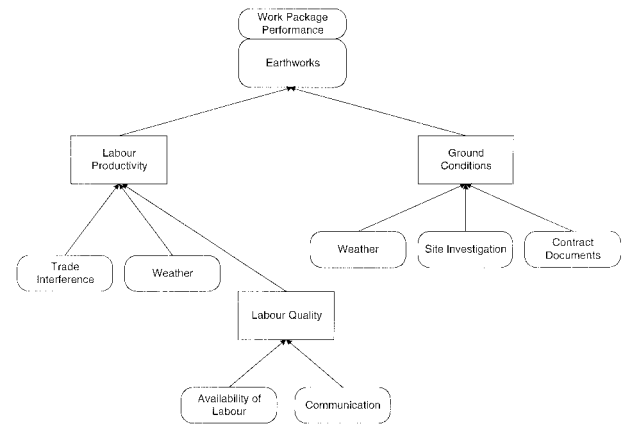 Work Package
Performance
Earthworks
Labour
Productivity
Ground
Conditions
Trade
Interference
Weather
Weather
Site Investigation
Contract
Documents
Labour Quality
Availability of
Labour
Communication